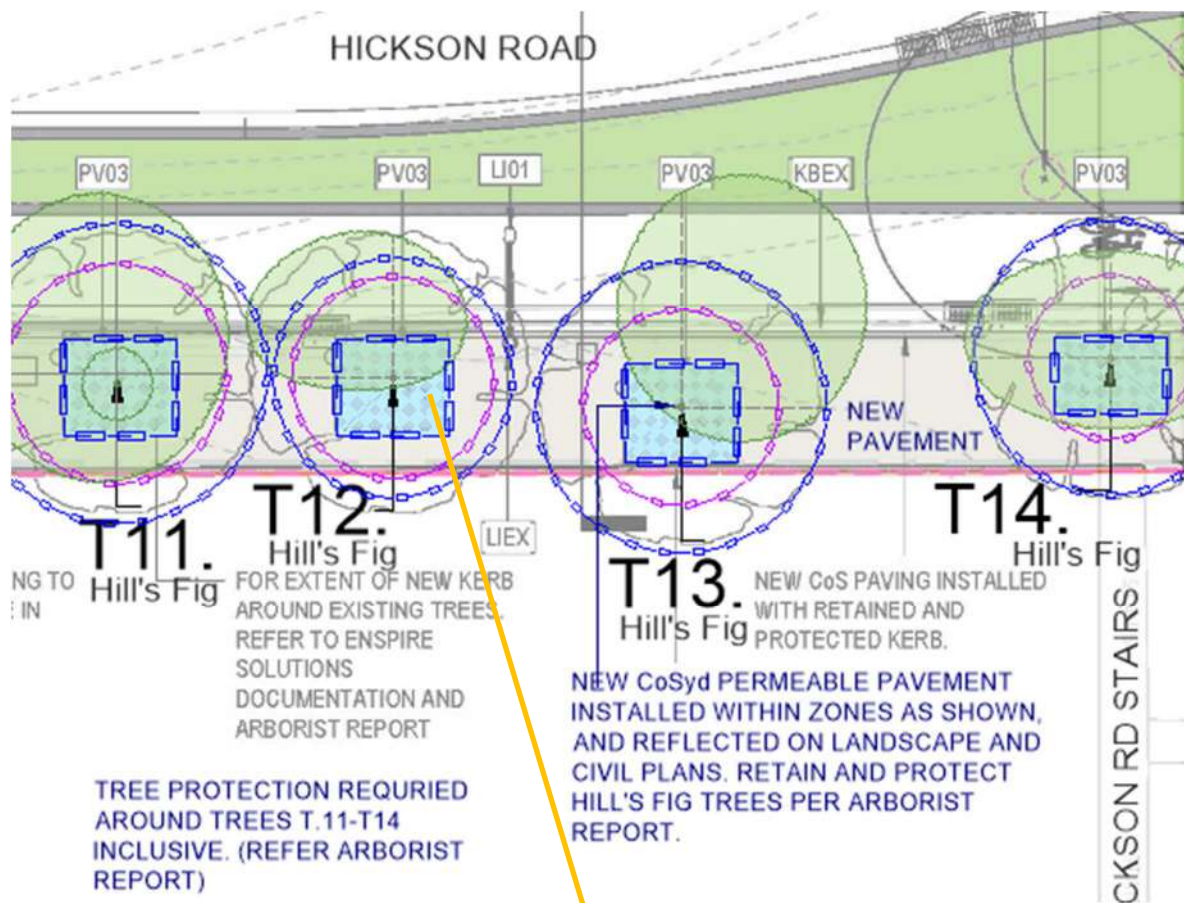 HICKSON ROAD
PV03
PV03
LI01
PV03
KBEX
PV03
NEW
PAVEMENT
T11.
Hill's Fig
T12.
Hill's Fig
LIEX
T13.
Hill's Fig
T14.
Hill's Fig
NG TO
IN
FOR EXTENT OF NEW KERB
AROUND EXISTING TREES.
REFER TO ENSPIRE
SOLUTIONS
DOCUMENTATION AND
ARBORIST REPORT
NEW CoS PAVING INSTALLED
WITH RETAINED AND
PROTECTED KERB.
NEW CoSyd PERMEABLE PAVEMENT
INSTALLED WITHIN ZONES AS SHOWN,
AND REFLECTED ON LANDSCAPE AND
CIVIL PLANS. RETAIN AND PROTECT
HILL'S FIG TREES PER ARBORIST
REPORT.
TREE PROTECTION REQURIED
AROUND TREES T.11-T14
INCLUSIVE. (REFER ARBORIST
REPORT)
CKSON RD STAIRS